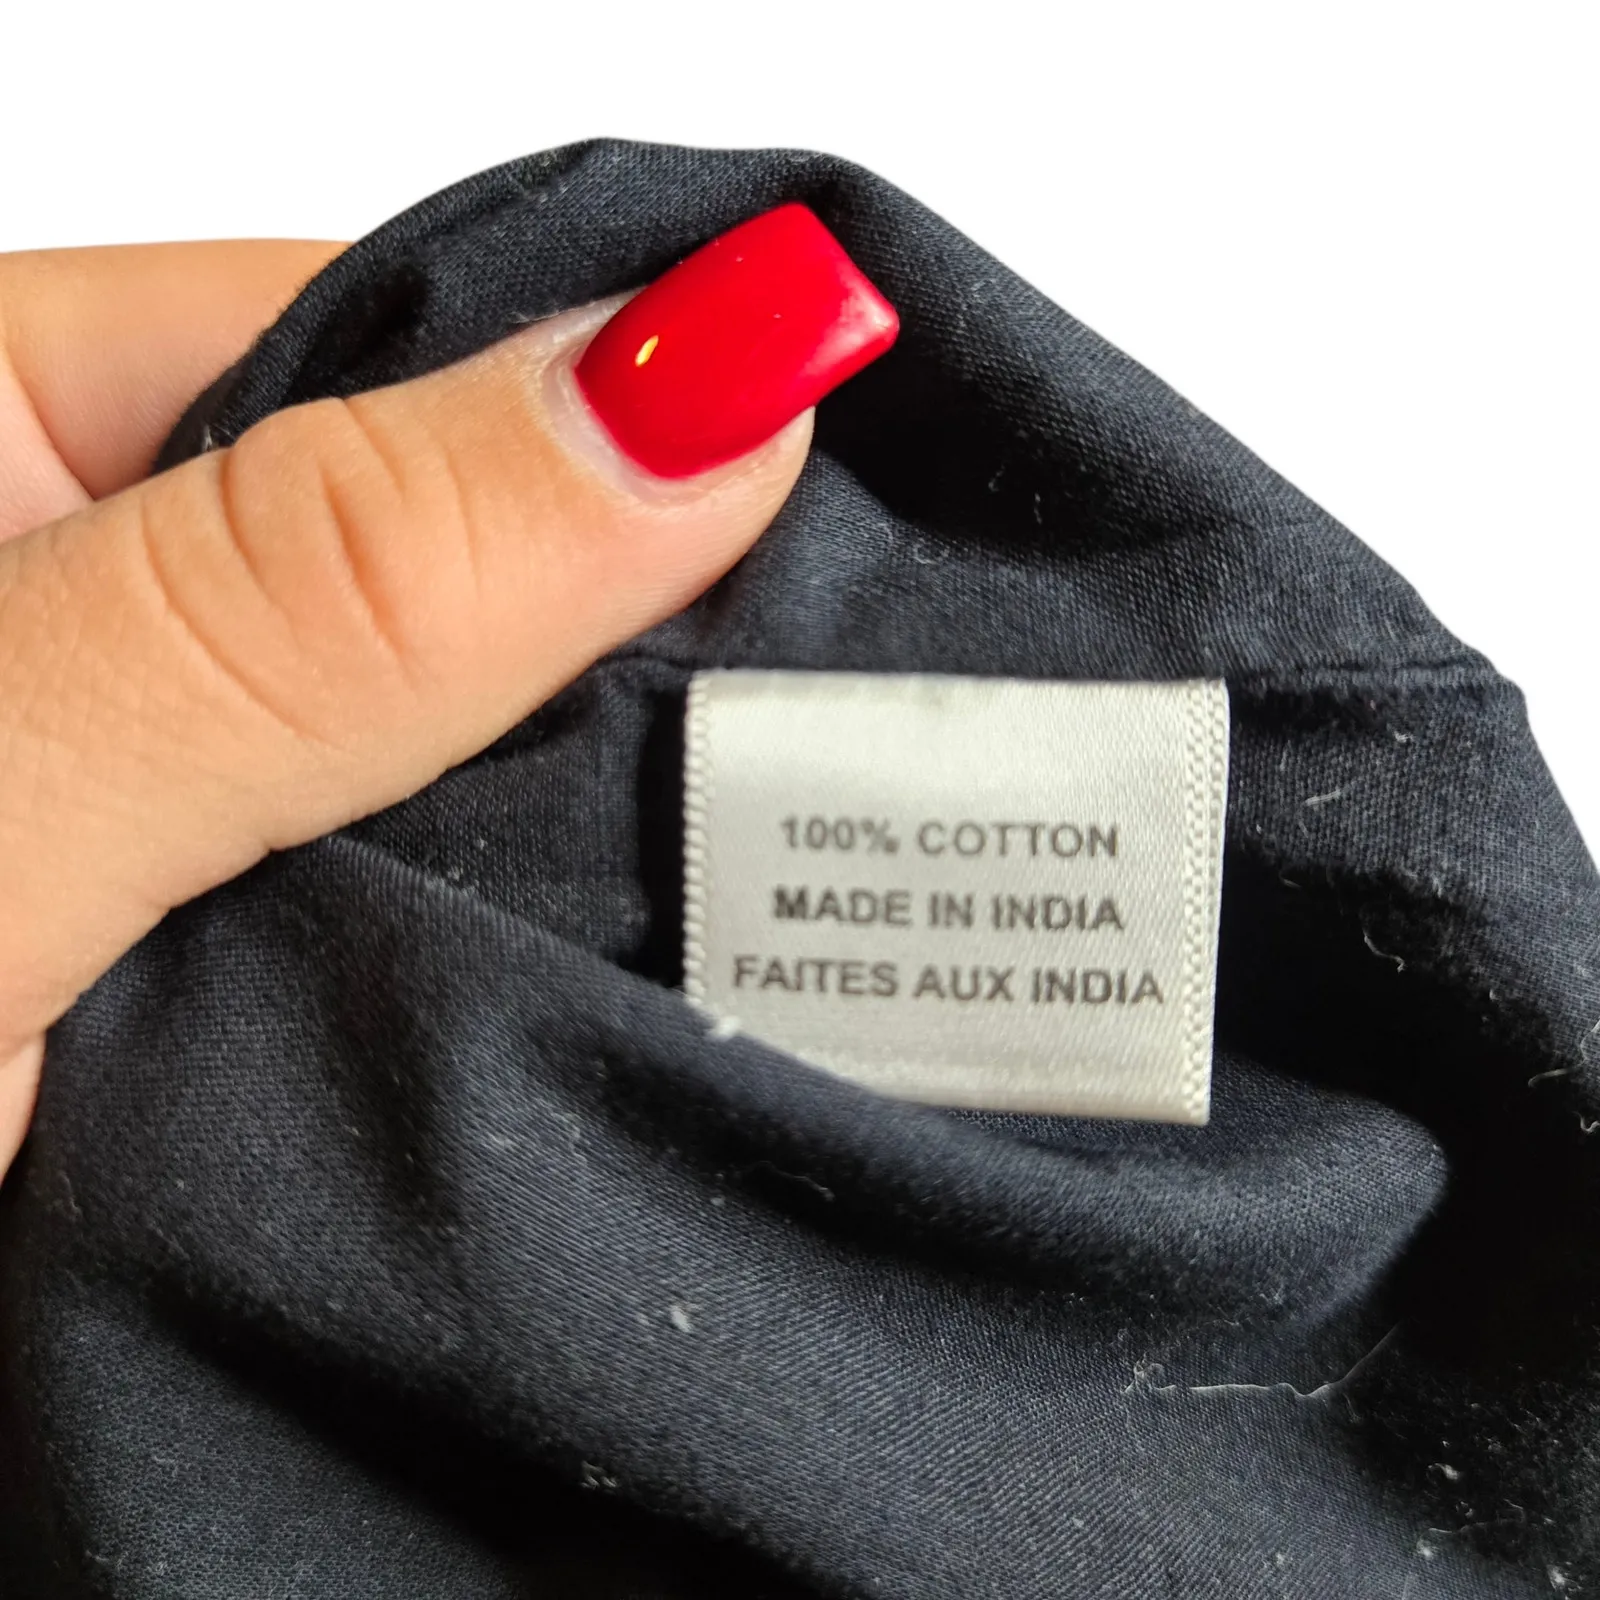 100% COTTON
MADE IN INDIA
FAITES AUX INDIA